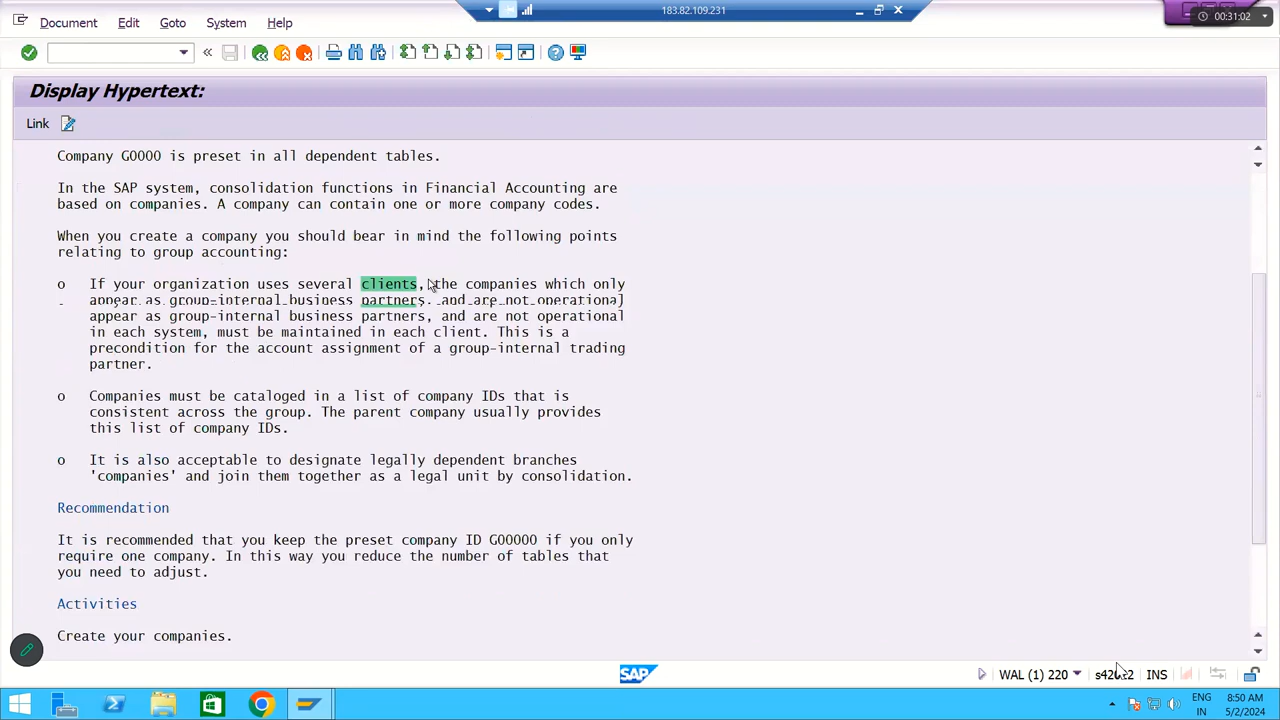 Document Edit Goto System Help
183.82.109.231
00:31:02
Display Hypertext:
Link
Company G0000 is preset in all dependent tables.
In the SAP system, consolidation functions in Financial Accounting are
based on companies. A company can contain one or more company codes.
When you create a company you should bear in mind the following points
relating to group accounting:
o If your organization uses several clients, the companies which only
appear as group-internal business partners, and are not operational
appear as group-internal business partners, and are not operational
in each system, must be maintained in each client. This is a
precondition for the account assignment of a group-internal trading
partner.
o Companies must be cataloged in a list of company IDs that is
consistent across the group. The parent company usually provides
this list of company IDs.
o It is also acceptable to designate legally dependent branches
'companies' and join them together as a legal unit by consolidation.
Recommendation
It is recommended that you keep the preset company ID G00000 if you only
require one company. In this way you reduce the number of tables that
you need to adjust.
Activities
Create your companies.
SAP
WAL (1) 220 INS
ENG 8:50 AM
IN 5/2/2024